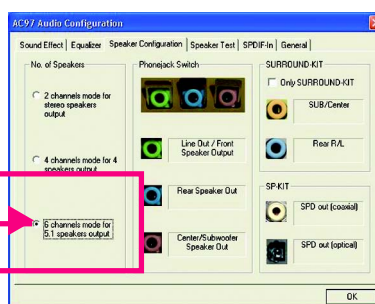 AC97 Audio Configuration
Sound Effect
Equalizer
Speaker Configuration
Speaker Test
SPDIF-In
General
No. of Speakers
2 channels mode for
stereo speakers
output
4 channels mode for 4
speakers output
6 channels mode for
5.1 speakers output
Phonejack Switch
Line Out / Front
Speaker Output
Rear Speaker Out
Center/Subwoofer
Speaker Out
SURROUND-KIT
Only SURROUND-KIT
SUB/Center
Rear R/L
SP-KIT
SPD out (coaxial)
SPD out (optical)
OK